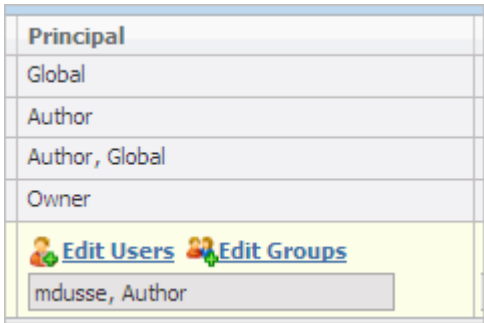 Principal
Global
Author
Author, Global
Owner
Edit Users Edit Groups
mdusse, Author